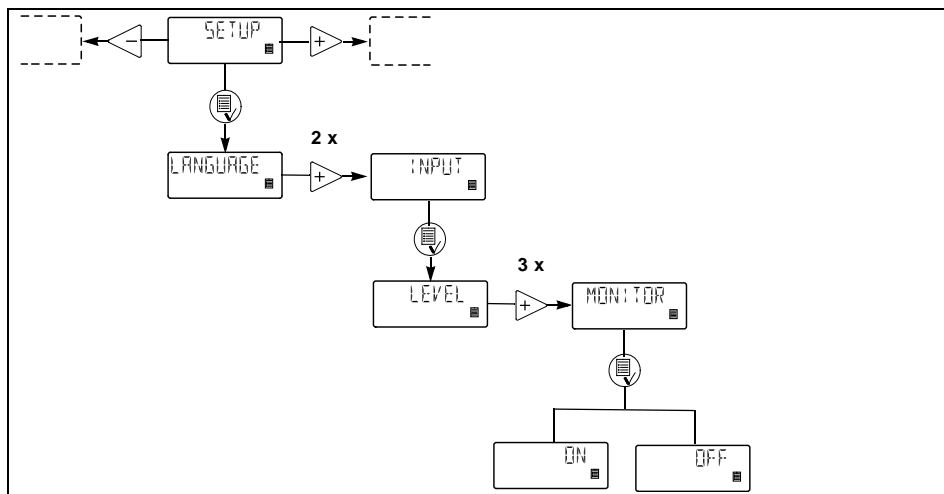 SETUP
- +
2 x
LANGUAGE + INPUT
3 x
LEVEL + MONITOR
ON OFF